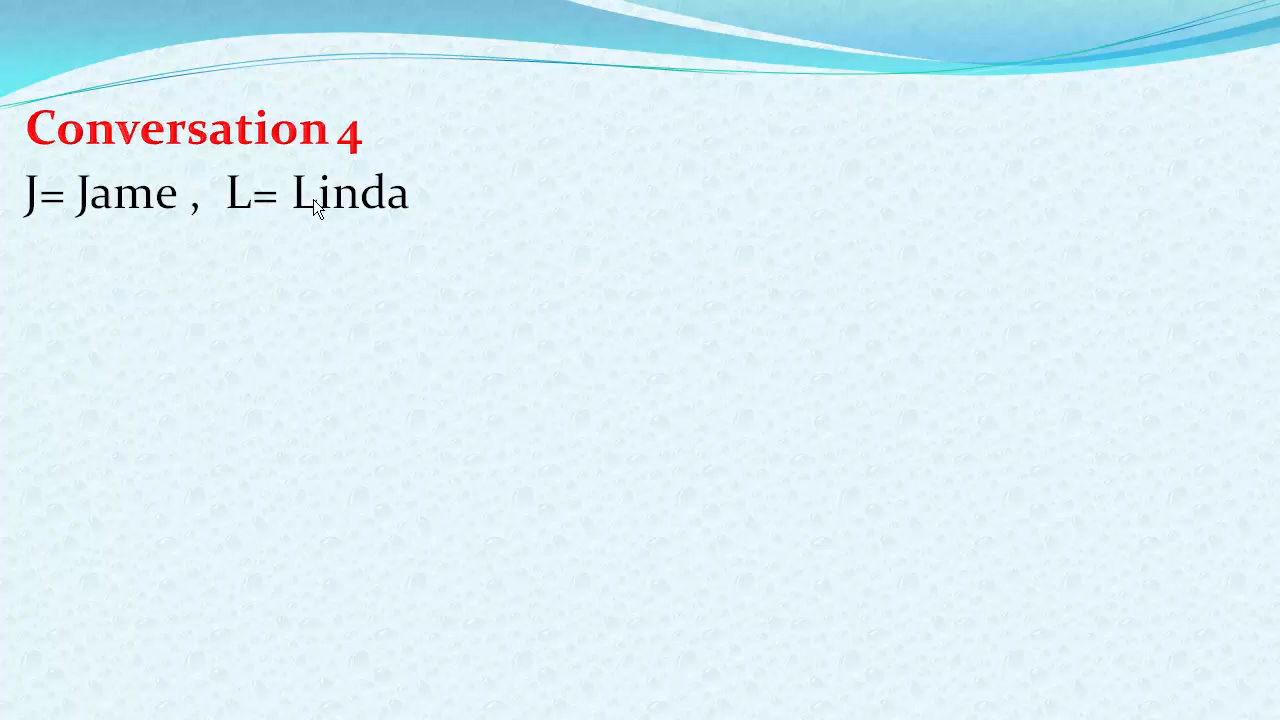 Conversation 4
J= Jame ,  L= Linda